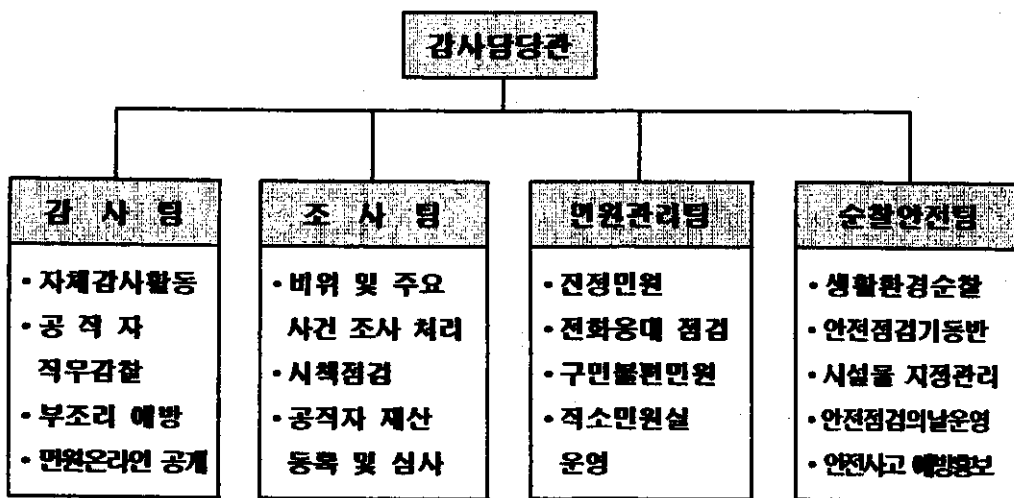 감사담당관
감 사 팀
• 자체감사활동
• 공 직 자
직무감찰
• 부조리 예방
• 민원온라인 공개
조 사 팀
• 비위 및 주요
사건 조사 처리
• 시책점검
• 공직자 재산
등록 및 심사
민원관리팀
• 진정민원
• 전화응대 점검
• 구민불편민원
• 직소민원실
운영
순찰안전팀
• 생활환경순찰
• 안전점검기동반
• 시설물 지정관리
• 안전점검의날운영
• 안전사고 예방홍보